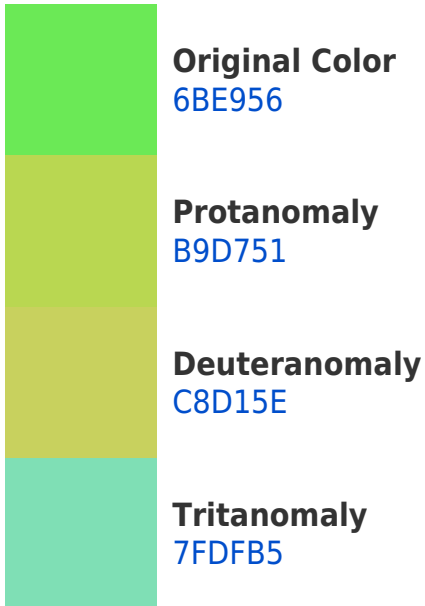 Original Color
6BE956
Protanomaly
B9D751
Deuteranomaly
C8D15E
Tritanomaly
7FDFB5